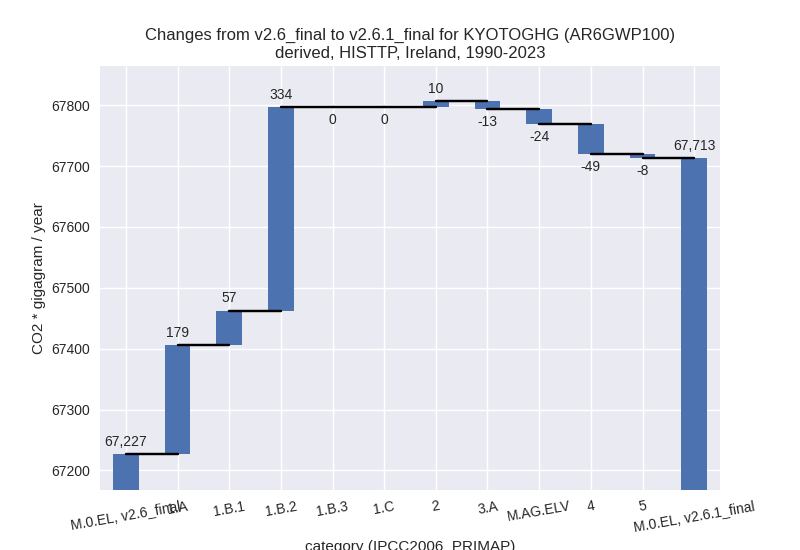 Changes from v2.6_final to v2.6.1_final for KYOTOGHG (AR6GWP100)
derived, HISTTP, Ireland, 1990-2023
CO2 * gigagram / year
67800
67700
67600
67500
67400
67300
67200
67,227
179
57
334
0
0
10
-13
-24
-49
-8
67,713
M.0.EL, v2.6_final
1.A
1.B.1
1.B.2
1.B.3
1.C
2
3.A
M.AG.ELV
4
5
M.0.EL, v2.6.1_final
category (IPCC2006_PRIMAP)